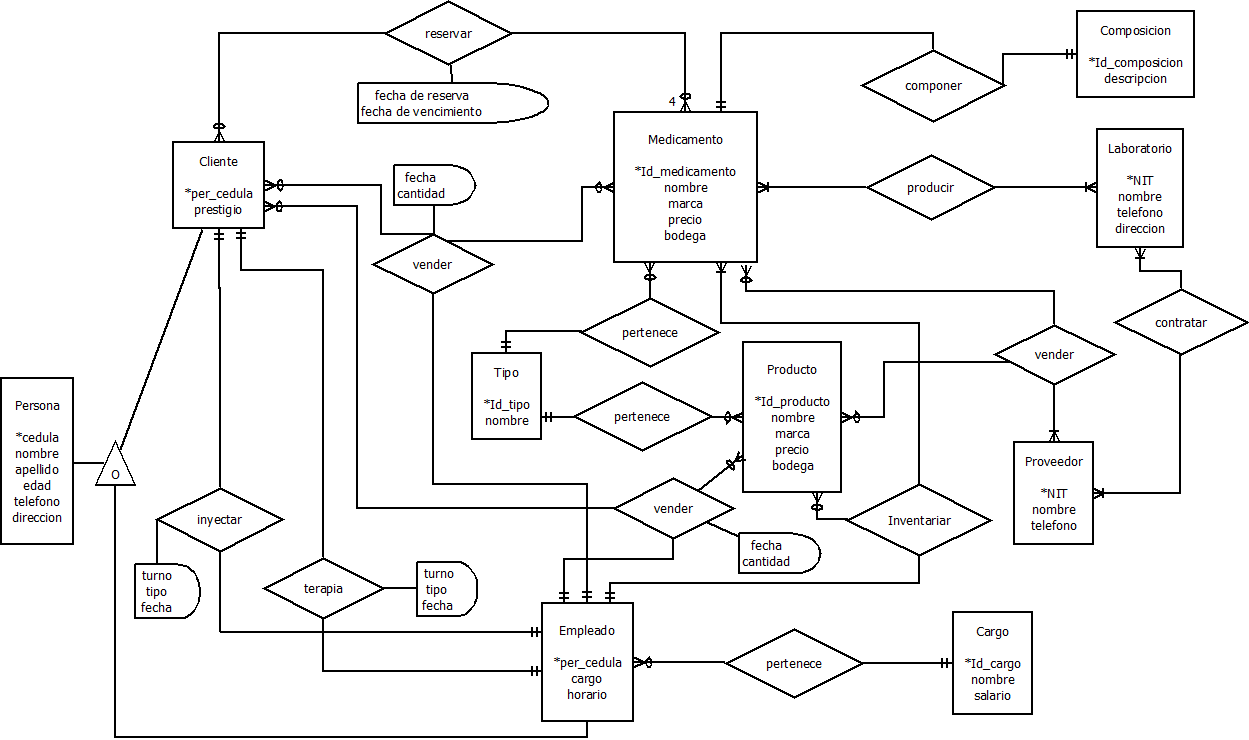 reservar
fecha de reserva
fecha de vencimiento
Composicion
*Id_composicion
descripcion
componer
4
Medicamento
*Id_medicamento
nombre
marca
precio
bodega
Cliente
*per_cedula
prestigio
fecha
cantidad
vender
producir
Laboratorio
*NIT
nombre
telefono
direccion
contratar
pertenece
vender
Tipo
*Id_tipo
nombre
pertenece
Producto
*Id_producto
nombre
marca
precio
bodega
Persona
*cedula
nombre
apellido
edad
telefono
direccion
O
Proveedor
*NIT
nombre
telefono
inyectar
turno
tipo
fecha
terapia
turno
tipo
fecha
vender
fecha
cantidad
Inventariar
Empleado
*per_cedula
cargo
horario
pertenece
Cargo
*Id_cargo
nombre
salario